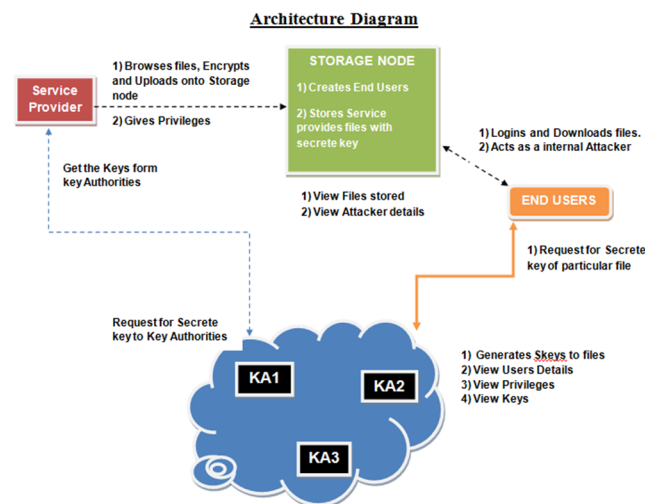 Architecture Diagram
Service
Provider
1) Browses files, Encrypts
and Uploads onto Storage
node
2) Gives Privileges
STORAGE NODE
1) Creates End Users
2) Stores Service
provides files with
secrete key
1) Logins and Downloads files.
2) Acts as a internal Attacker
Get the Keys form
key Authorities
1) View Files stored
2) View Attacker details
END USERS
1) Request for Secrete
key of particular file
Request for Secrete
key to Key Authorities
KA1
KA2
KA3
1) Generates Skeys to files
2) View Users Details
3) View Privileges
4) View Keys